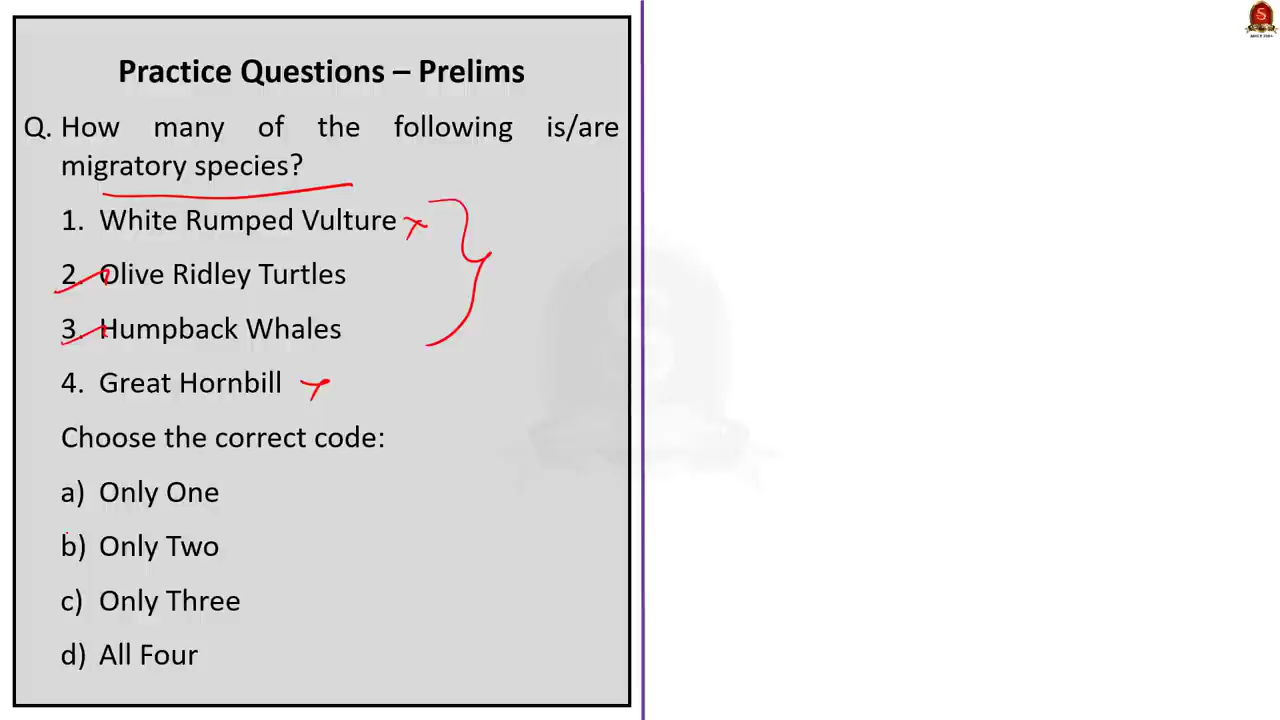 Practice Questions – Prelims
Q. How many of the following is/are
migratory species?
1. White Rumped Vulture
2. Olive Ridley Turtles
3. Humpback Whales
4. Great Hornbill
Choose the correct code:
a) Only One
b) Only Two
c) Only Three
d) All Four